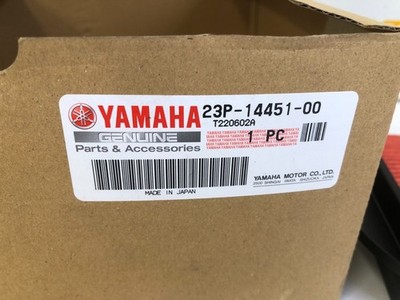 YAMAHA 23P-14451-00
T220602A
GENUINE
1 PC
Parts & Accessories
MADE IN JAPAN
YAMAHA MOTOR CO.,LTD.